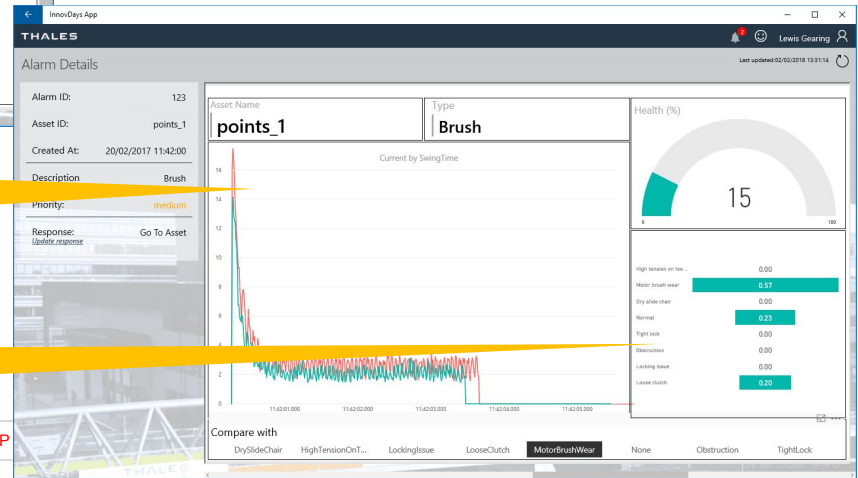 InnovDays App
THALES
2
Lewis Gearing
Alarm Details
Last updated:02/02/2018 13:31:14
Alarm ID: 123
Asset ID: points_1
Created At: 20/02/2017 11:42:00
Description Brush
Priority: medium
Response: Go To Asset
Update response
Asset Name
points_1
Type
Brush
Current by SwingTime
16
14
12
10
8
6
4
2
0
11:42:01.000 11:42:02.000 11:42:03.000 11:42:04.000 11:42:05.000
Health (%)
15
0 100
High tension on toe ... 0.00
Motor brush wear 0.57
Dry slide chair 0.00
Normal 0.23
Tight lock 0.00
Obstruction 0.00
Locking issue 0.00
Loose clutch 0.20
Compare with
DrySlideChair HighTensionOnT... LockingIssue LooseClutch MotorBrushWear None Obstruction TightLock
P
THALES